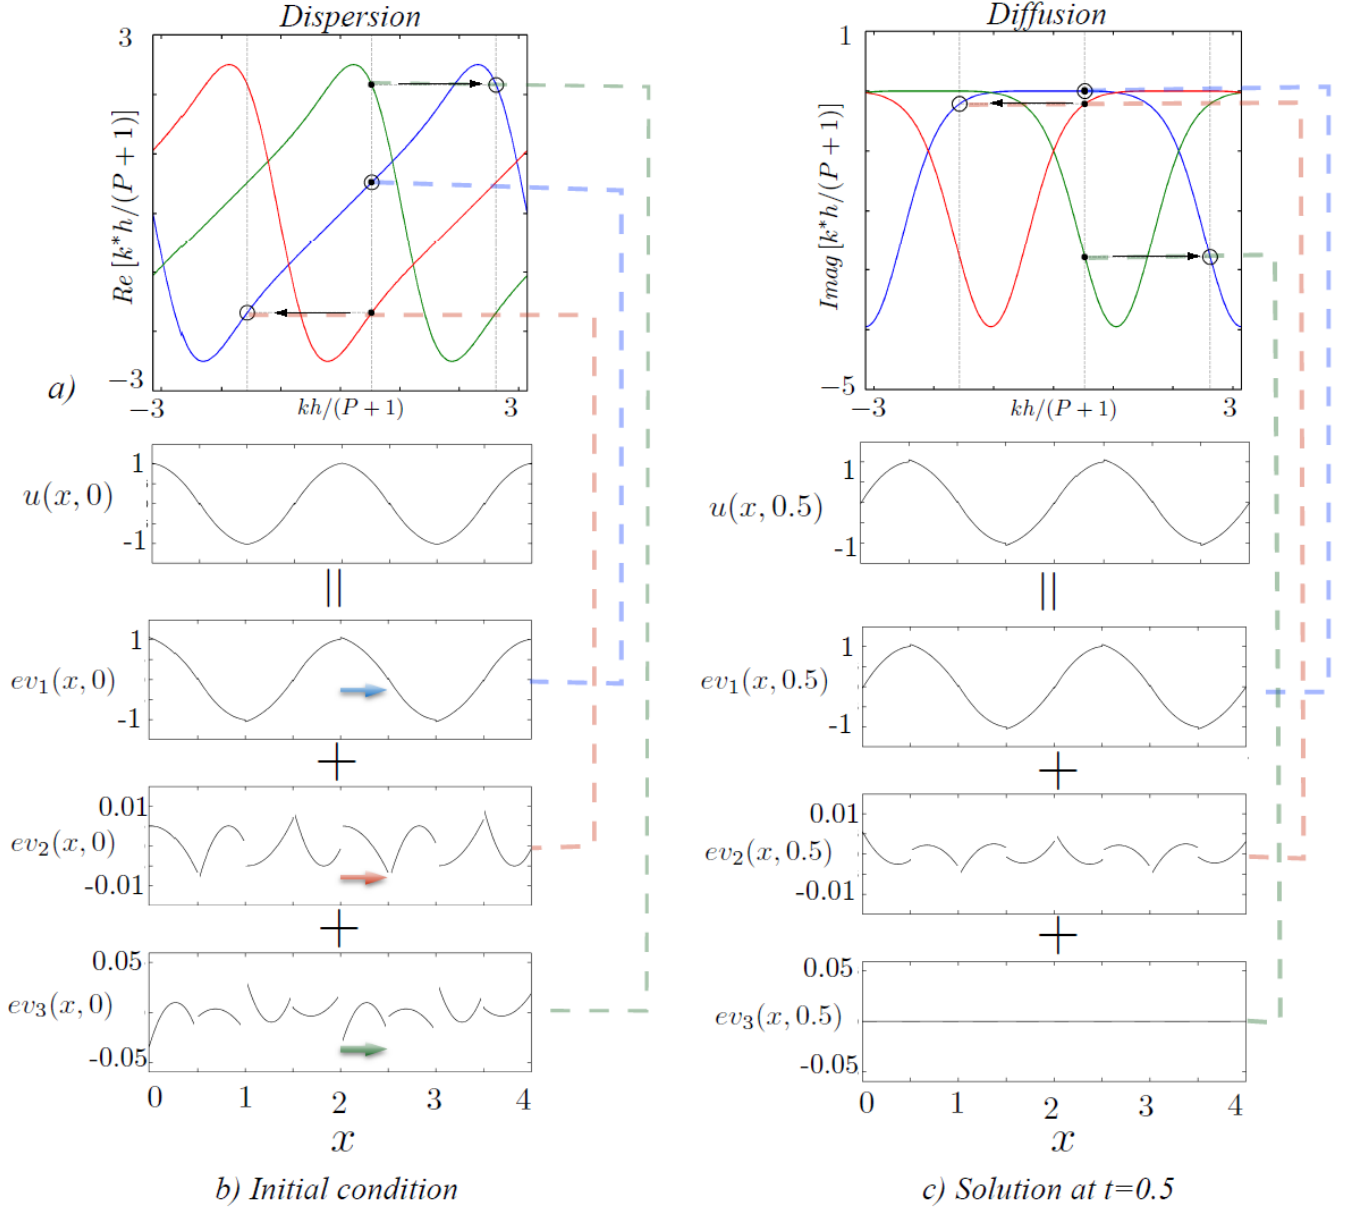 Dispersion
3
Re [k*h/(P + 1)]
−3
a)
−3
kh/(P + 1)
3
Diffusion
1
Imag [k*h/(P + 1)]
−5
−3
kh/(P + 1)
3
u(x, 0)
1
-1
||
ev₁(x, 0)
1
-1
+
ev₂(x, 0)
0.01
-0.01
+
ev₃(x, 0)
0.05
-0.05
0 1 2 3 4
x
b) Initial condition
u(x, 0.5)
1
-1
||
ev₁(x, 0.5)
1
-1
+
ev₂(x, 0.5)
0.01
-0.01
+
ev₃(x, 0.5)
0.05
-0.05
0 1 2 3 4
x
c) Solution at t=0.5